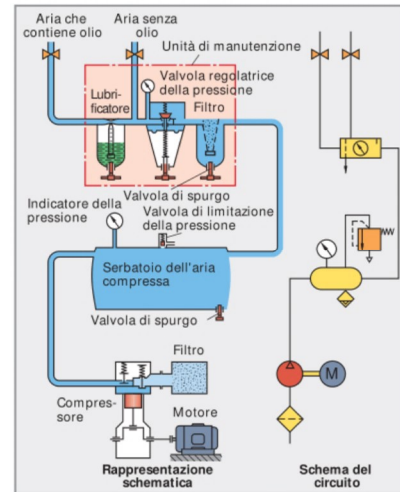 Aria che
contiene olio
Aria senza
olio
Unità di manutenzione
Valvola regolatrice
della pressione
Lubri-
ficatore
Filtro
Valvola di spurgo
Indicatore della
pressione
Valvola di limitazione
della pressione
Serbatoio dell'aria
compressa
Valvola di spurgo
Filtro
Compres-
sore
Motore
M
Rappresentazione
schematica
Schema del
circuito